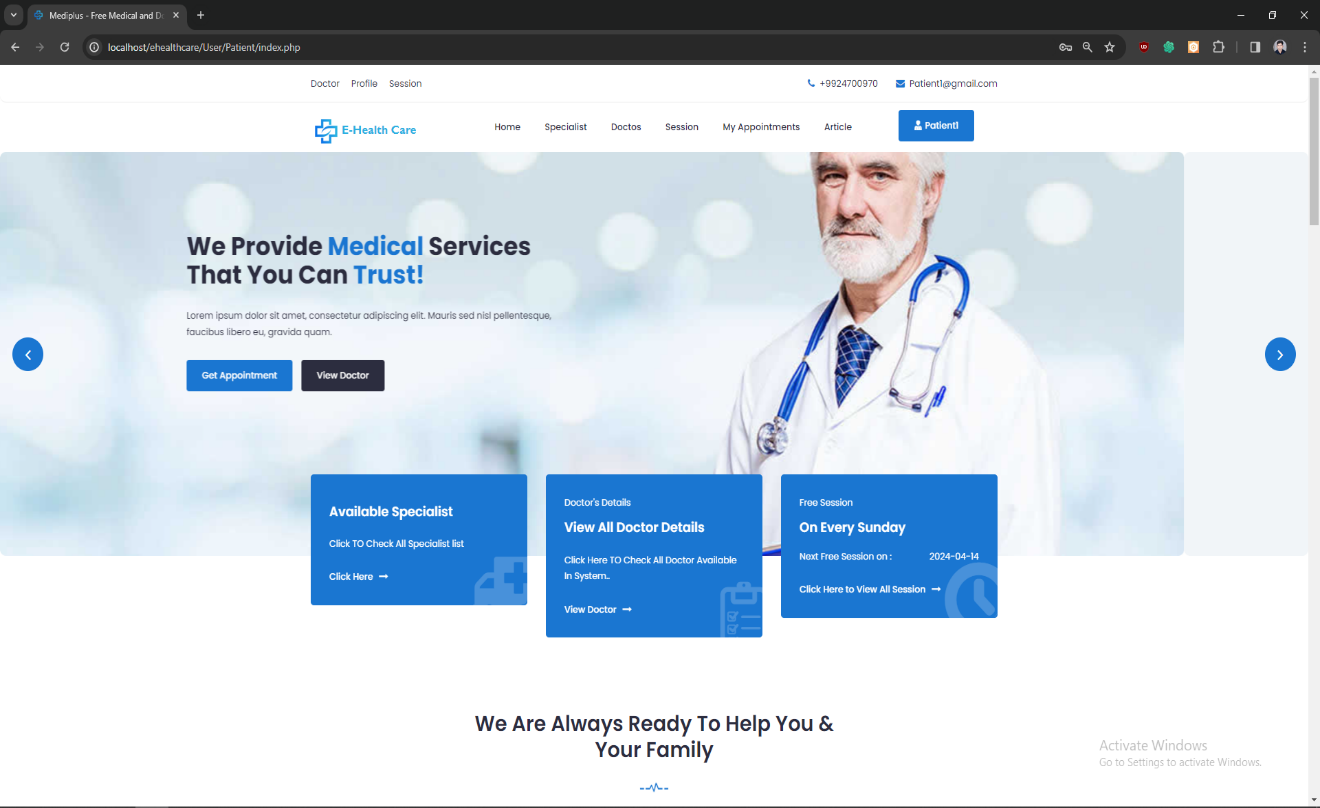 Mediplus - Free Medical and Do
localhost/ehealthcare/User/Patient/index.php
Doctor Profile Session
+9924700970 Patient1@gmail.com
E-Health Care
Home Specialist Doctos Session My Appointments Article
Patient1
We Provide Medical Services
That You Can Trust!
Lorem ipsum dolor sit amet, consectetur adipiscing elit. Mauris sed nisl pellentesque,
faucibus libero eu, gravida quam.
Get Appointment View Doctor
Available Specialist
Click TO Check All Specialist list
Click Here
Doctor's Details
View All Doctor Details
Click Here TO Check All Doctor Available
In System..
View Doctor
Free Session
On Every Sunday
Next Free Session on : 2024-04-14
Click Here to View All Session
We Are Always Ready To Help You &
Your Family
Activate Windows
Go to Settings to activate Windows.